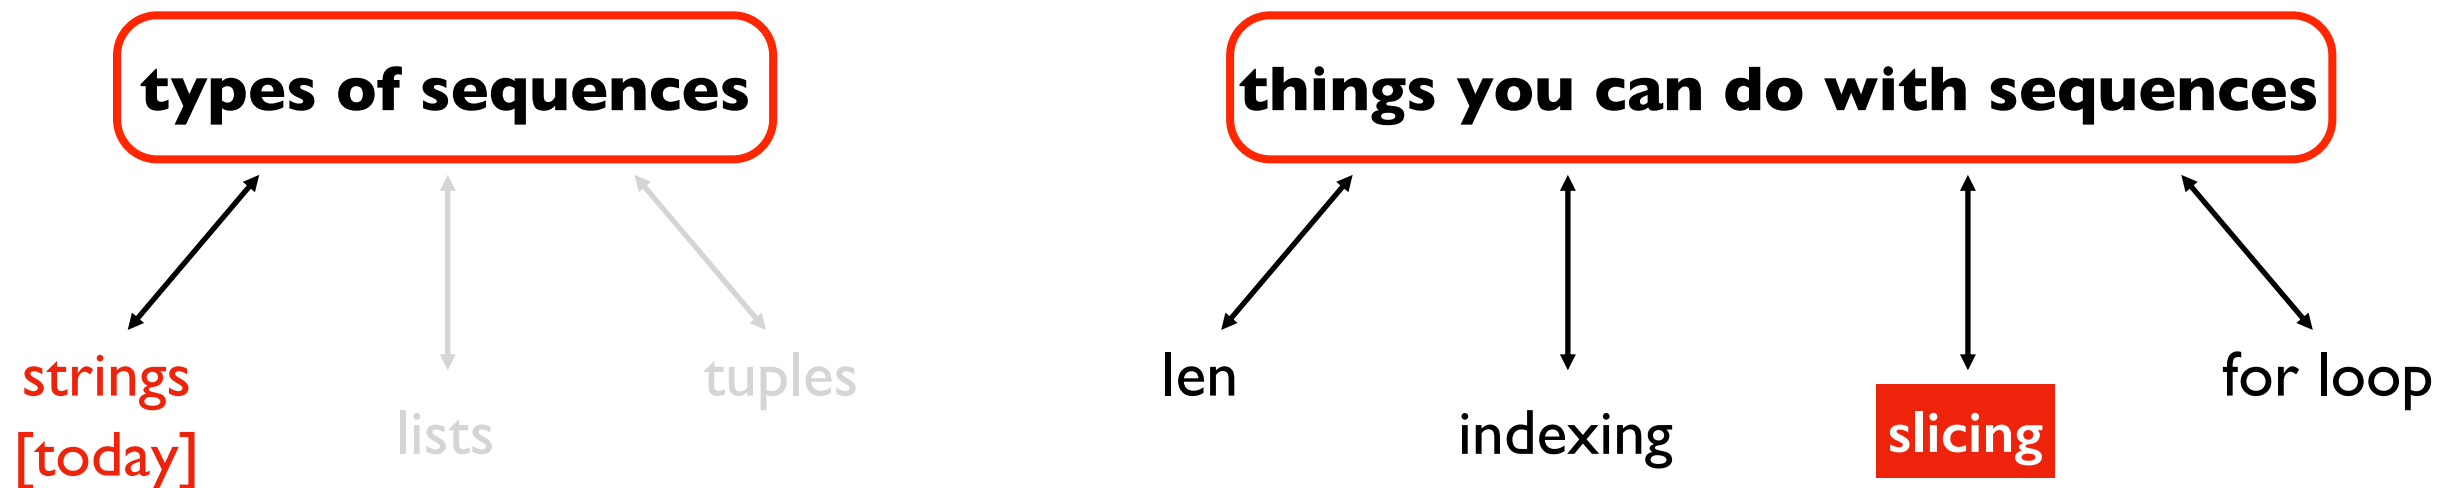 types of sequences
things you can do with sequences
strings
[today]
lists
tuples
len
indexing
slicing
for loop